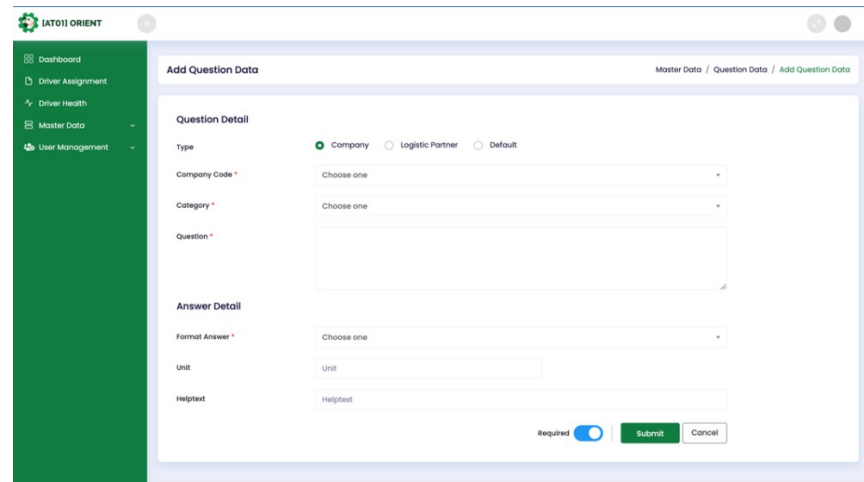 [AT01] ORIENT
Dashboard
Driver Assignment
Driver Health
Master Data
User Management
Add Question Data
Master Data / Question Data / Add Question Data
Question Detail
Type Company Logistic Partner Default
Company Code * Choose one
Category * Choose one
Question *
Answer Detail
Format Answer * Choose one
Unit Unit
Helptext Helptext
Required Submit Cancel